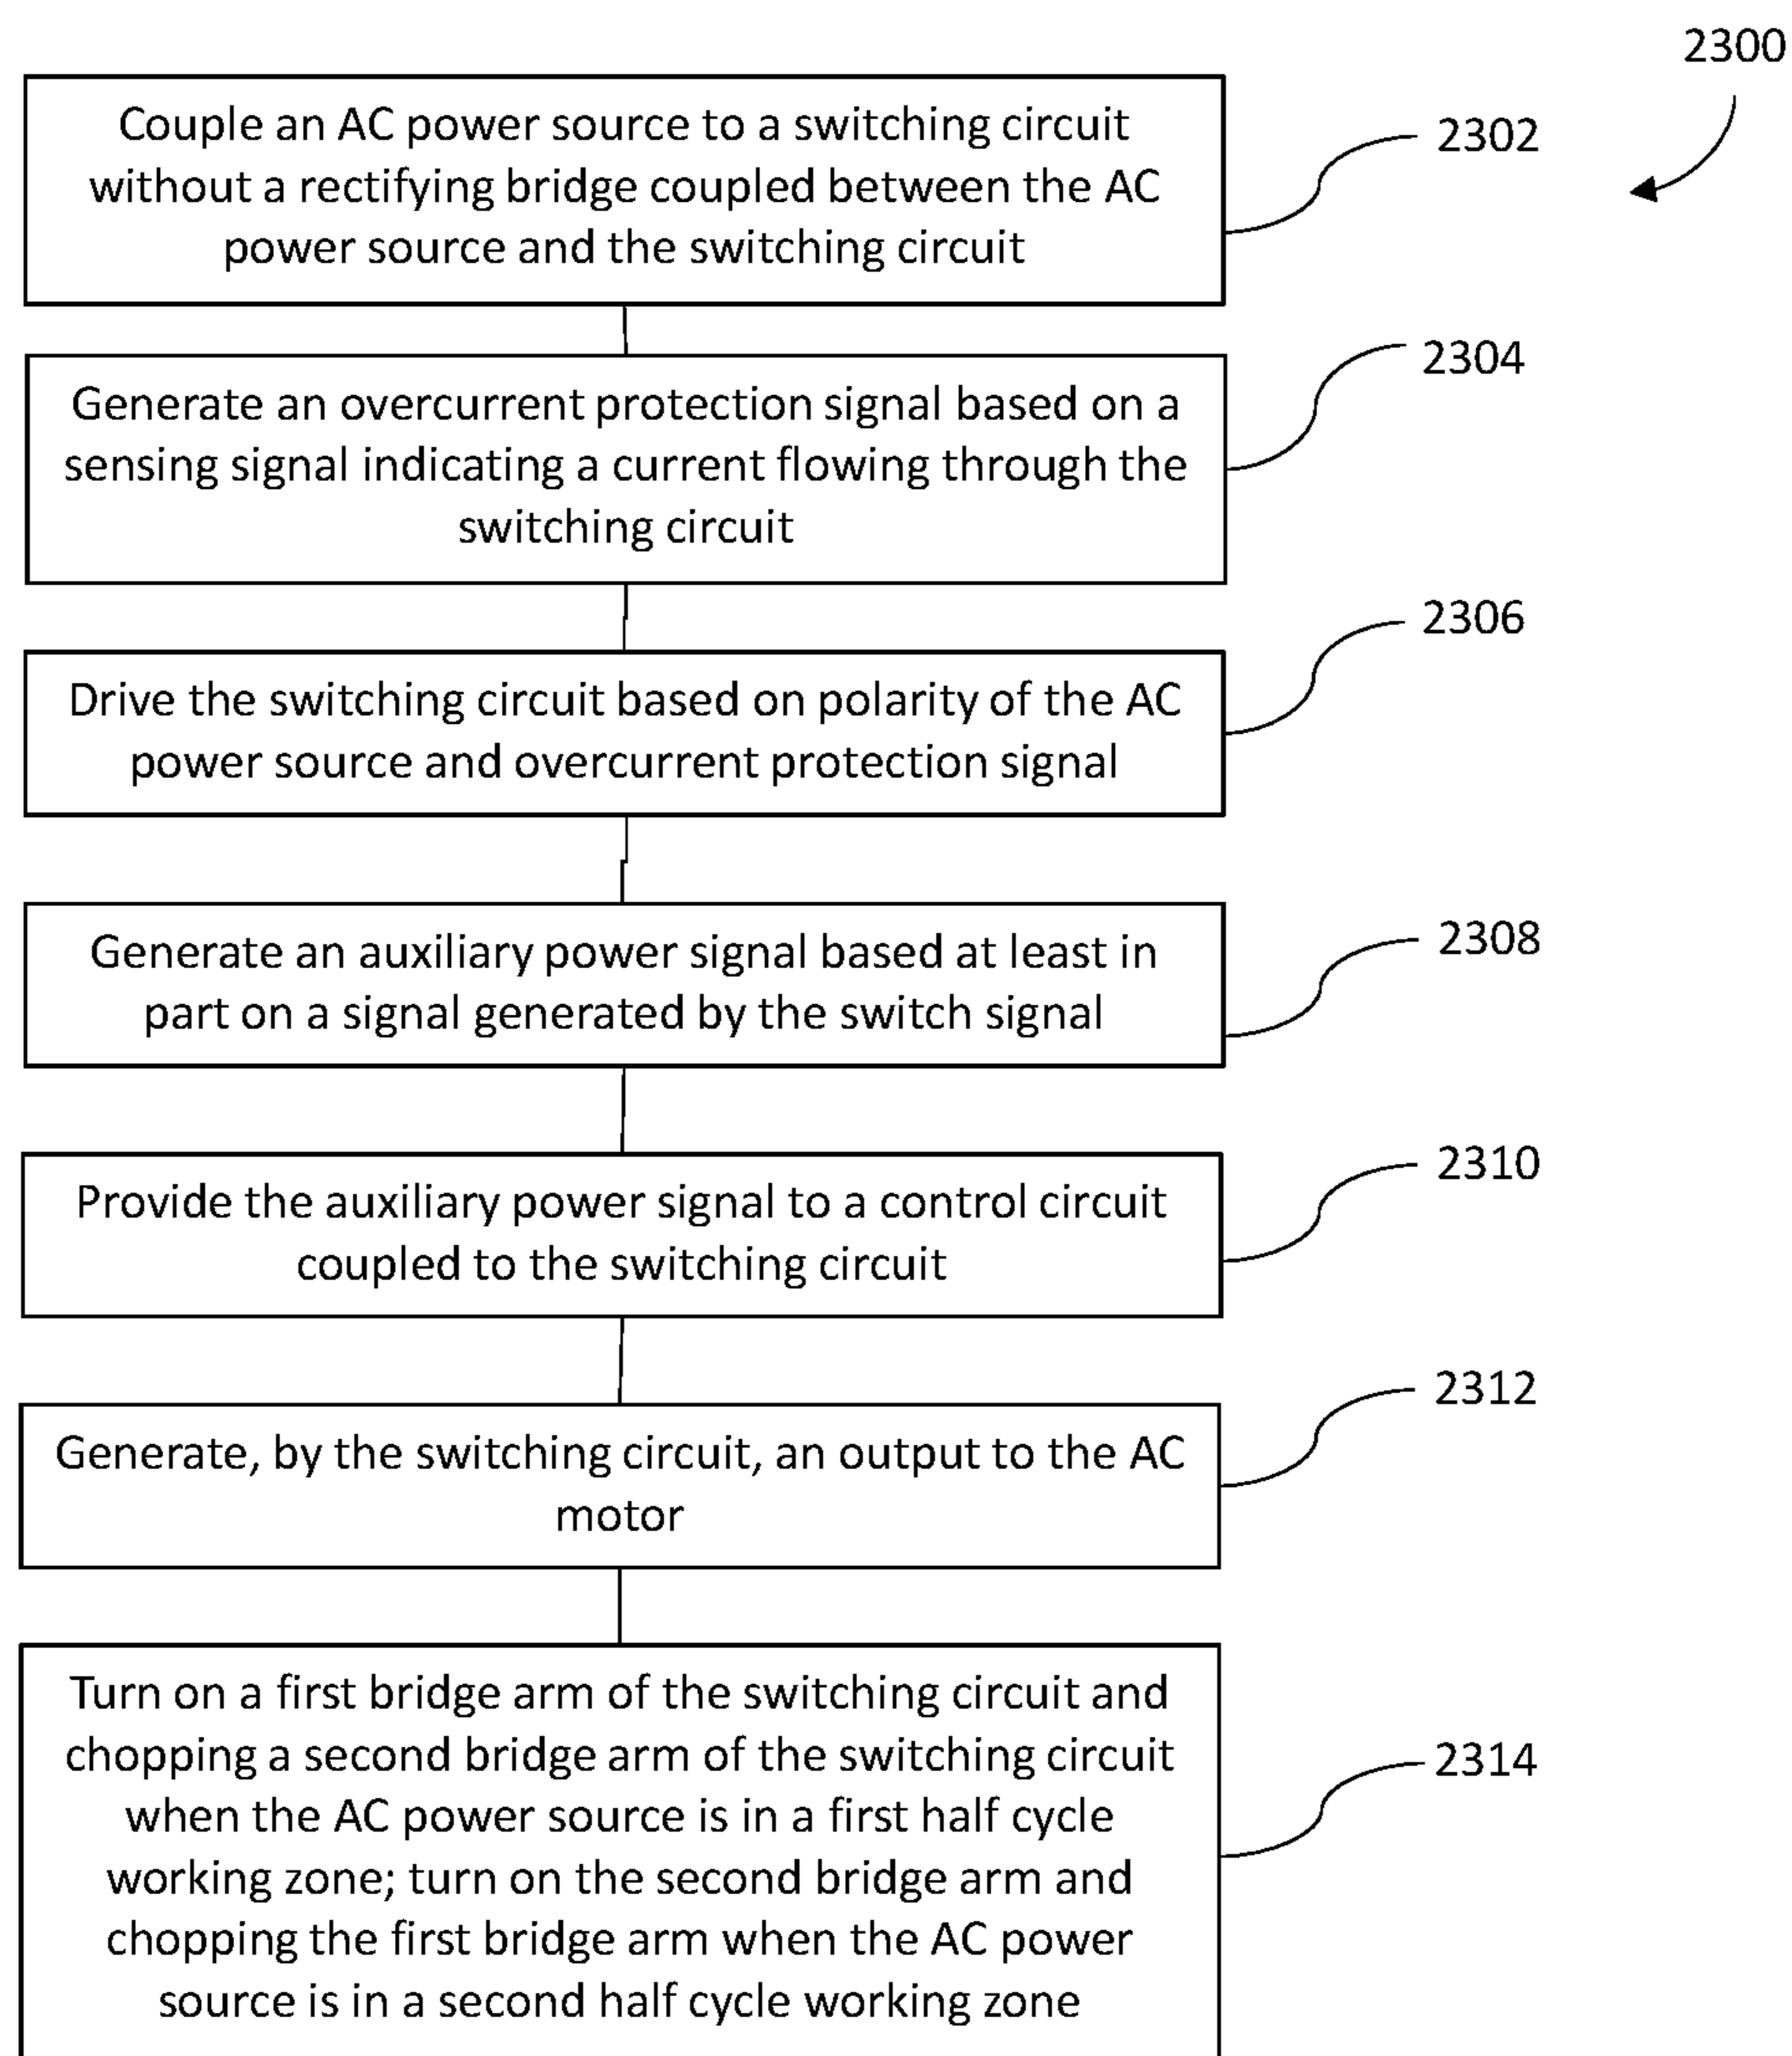 2300
Couple an AC power source to a switching circuit
without a rectifying bridge coupled between the AC
power source and the switching circuit
2302
Generate an overcurrent protection signal based on a
sensing signal indicating a current flowing through the
switching circuit
2304
Drive the switching circuit based on polarity of the AC
power source and overcurrent protection signal
2306
Generate an auxiliary power signal based at least in
part on a signal generated by the switch signal
2308
Provide the auxiliary power signal to a control circuit
coupled to the switching circuit
2310
Generate, by the switching circuit, an output to the AC
motor
2312
Turn on a first bridge arm of the switching circuit and
chopping a second bridge arm of the switching circuit
when the AC power source is in a first half cycle
working zone; turn on the second bridge arm and
chopping the first bridge arm when the AC power
source is in a second half cycle working zone
2314